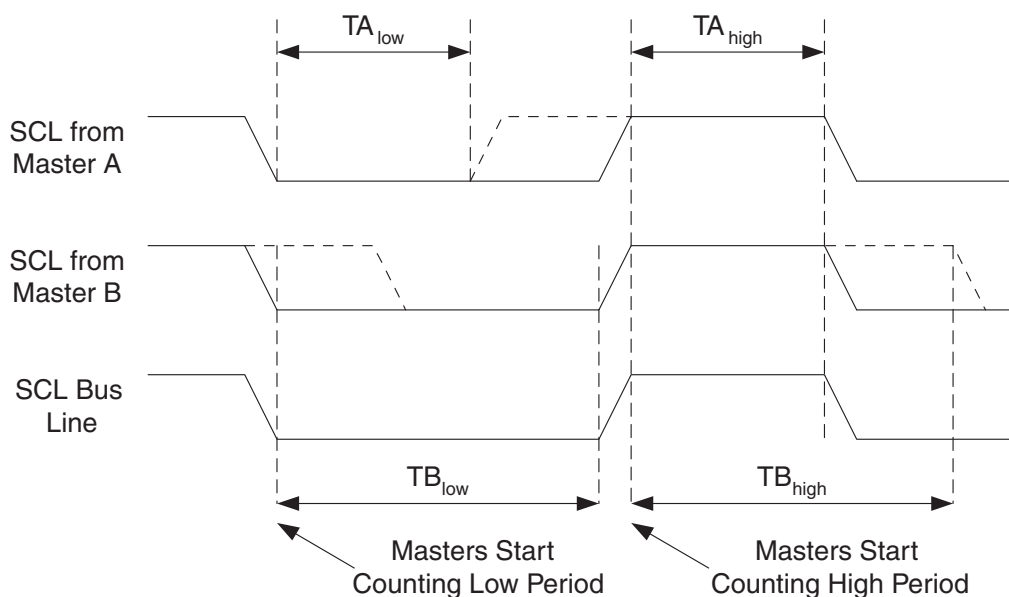 TA low
TA high
SCL from
Master A
SCL from
Master B
SCL Bus
Line
TB low
TB high
Masters Start
Counting Low Period
Masters Start
Counting High Period